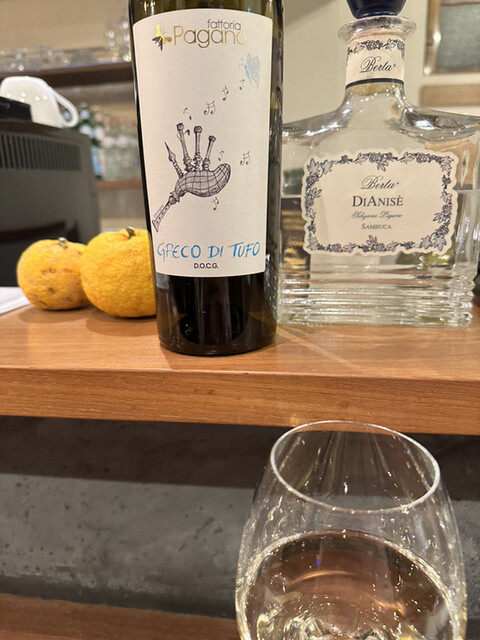 fattoria
Pagano
GRECO DI TUFO
D.O.C.G.
Berta
Berta
DIANISÈ
SAMBUCA